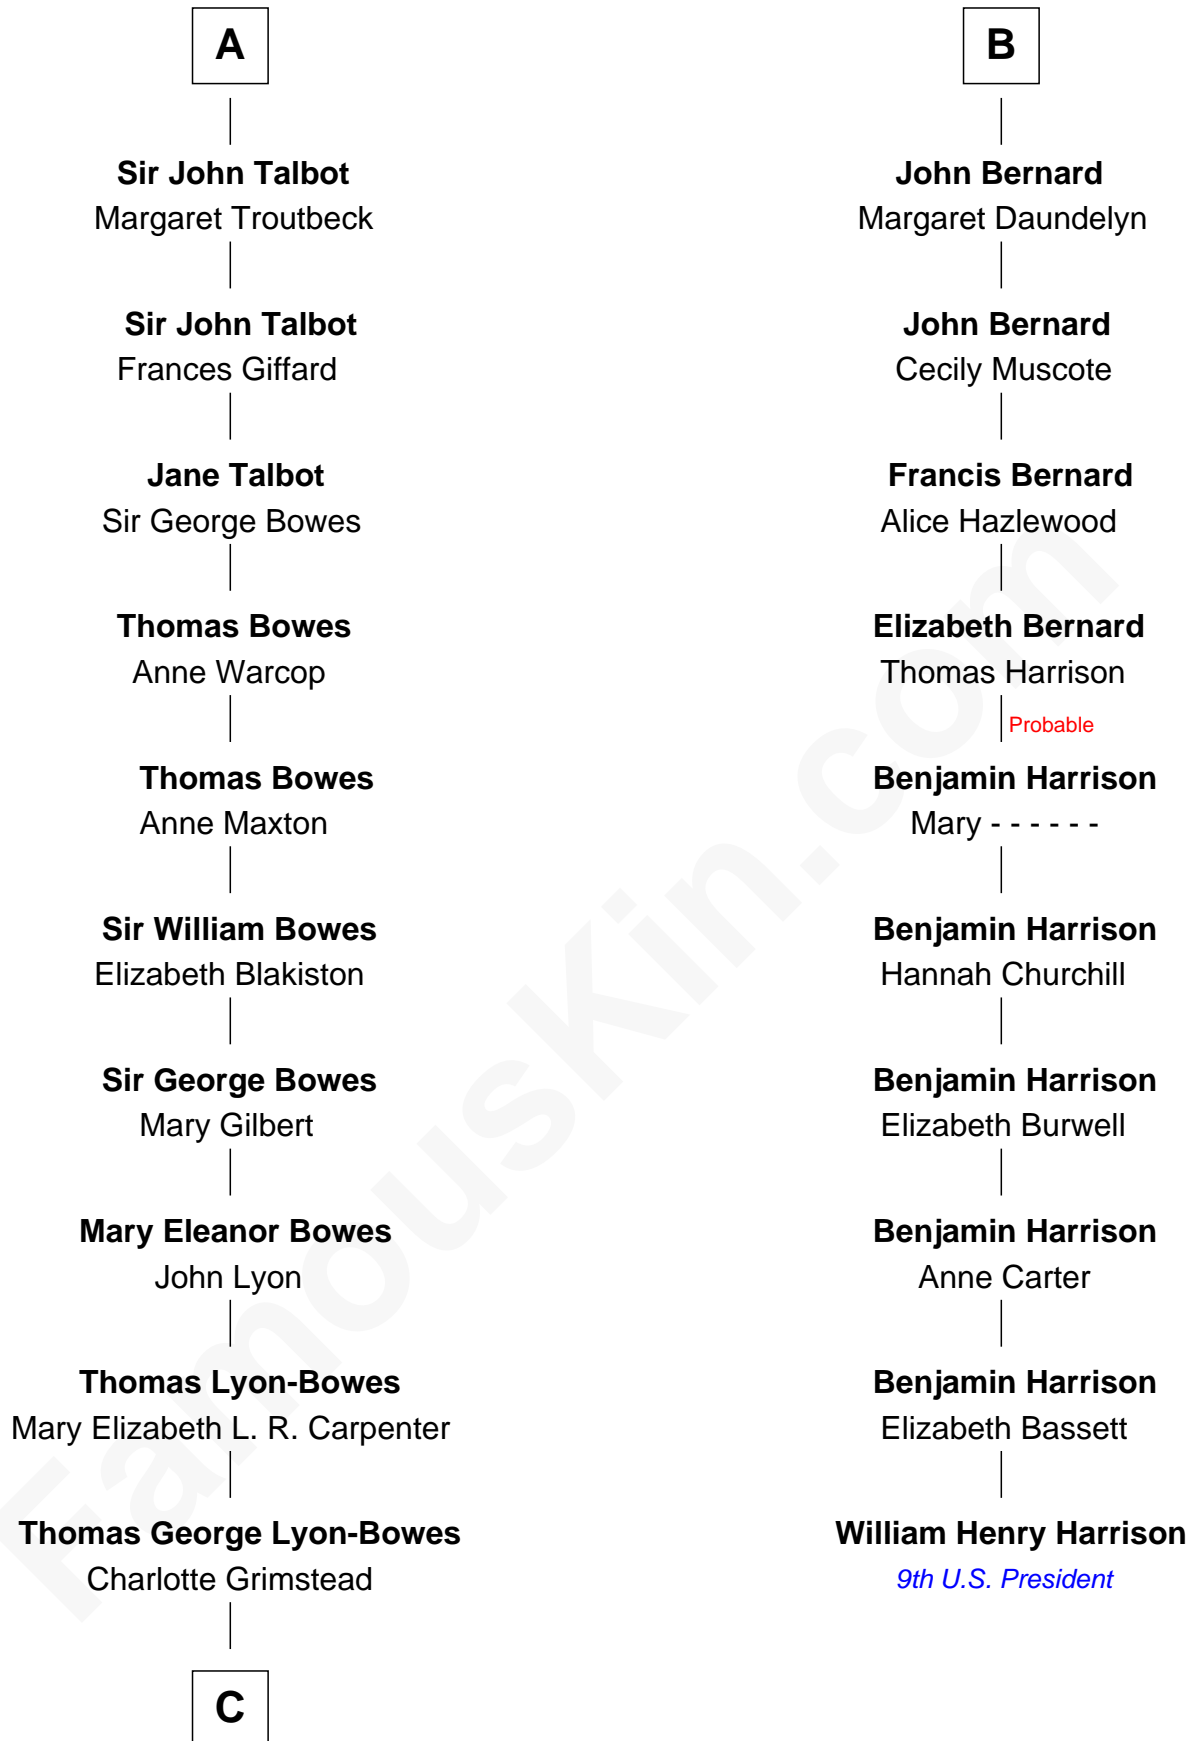 A
Sir John Talbot
Margaret Troutbeck
Sir John Talbot
Frances Giffard
Jane Talbot
Sir George Bowes
Thomas Bowes
Anne Warcop
Thomas Bowes
Anne Maxton
Sir William Bowes
Elizabeth Blakiston
Sir George Bowes
Mary Gilbert
Mary Eleanor Bowes
John Lyon
Thomas Lyon-Bowes
Mary Elizabeth L. R. Carpenter
Thomas George Lyon-Bowes
Charlotte Grimstead
C
B
John Bernard
Margaret Daundelyn
John Bernard
Cecily Muscote
Francis Bernard
Alice Hazlewood
Elizabeth Bernard
Thomas Harrison
Probable
Benjamin Harrison
Mary - - - - - -
Benjamin Harrison
Hannah Churchill
Benjamin Harrison
Elizabeth Burwell
Benjamin Harrison
Anne Carter
Benjamin Harrison
Elizabeth Bassett
William Henry Harrison
9th U.S. President
FamousKin.com